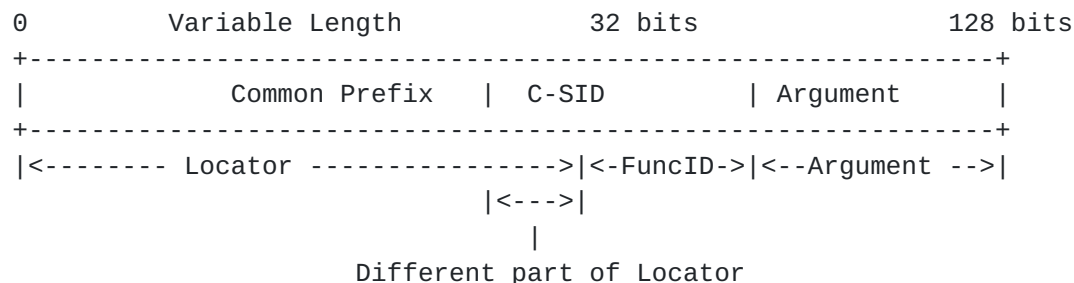 0         Variable Length            32 bits                128 bits
+-------------------------------------------------------------+
|             Common Prefix   |  C-SID         | Argument      |
+-------------------------------------------------------------+
|<-------- Locator ---------------->|<-FuncID->|<--Argument -->|
                              |<--->|
                                 |
                      Different part of Locator